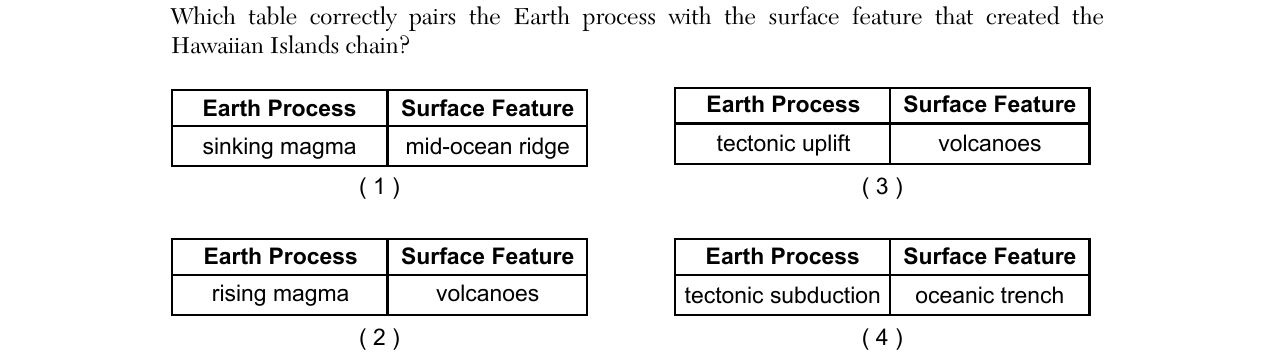 Which table correctly pairs the Earth process with the surface feature that created the
Hawaiian Islands chain?
Earth Process Surface Feature
sinking magma mid-ocean ridge
( 1 )
Earth Process Surface Feature
rising magma volcanoes
( 2 )
Earth Process Surface Feature
tectonic uplift volcanoes
( 3 )
Earth Process Surface Feature
tectonic subduction oceanic trench
( 4 )